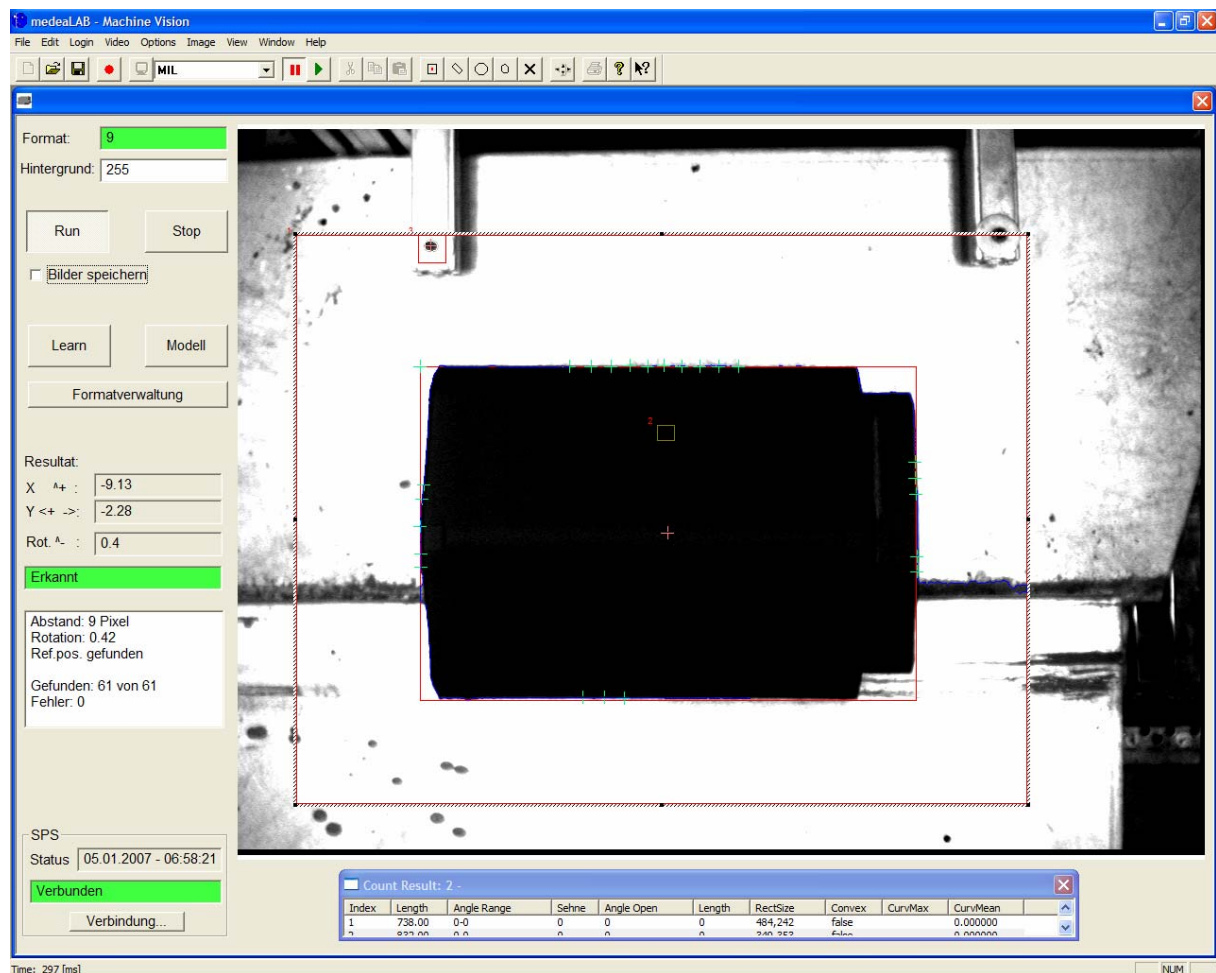 medeaLAB - Machine Vision
File Edit Login Video Options Image View Window Help
MIL
Format: 9
Hintergrund: 255
Run Stop
Bilder speichern
Learn Modell
Formatverwaltung
Resultat:
X ^+ : -9.13
Y <+ ->: -2.28
Rot. ^- : 0.4
Erkannt
Abstand: 9 Pixel
Rotation: 0.42
Ref.pos. gefunden
Gefunden: 61 von 61
Fehler: 0
SPS
Status 05.01.2007 - 06:58:21
Verbunden
Verbindung...
1
3
2
Count Result: 2 -
Index Length Angle Range Sehne Angle Open Length RectSize Convex CurvMax CurvMean
1 738.00 0-0 0 0 0 484,242 false 0.000000
Time: 297 [ms]
NUM